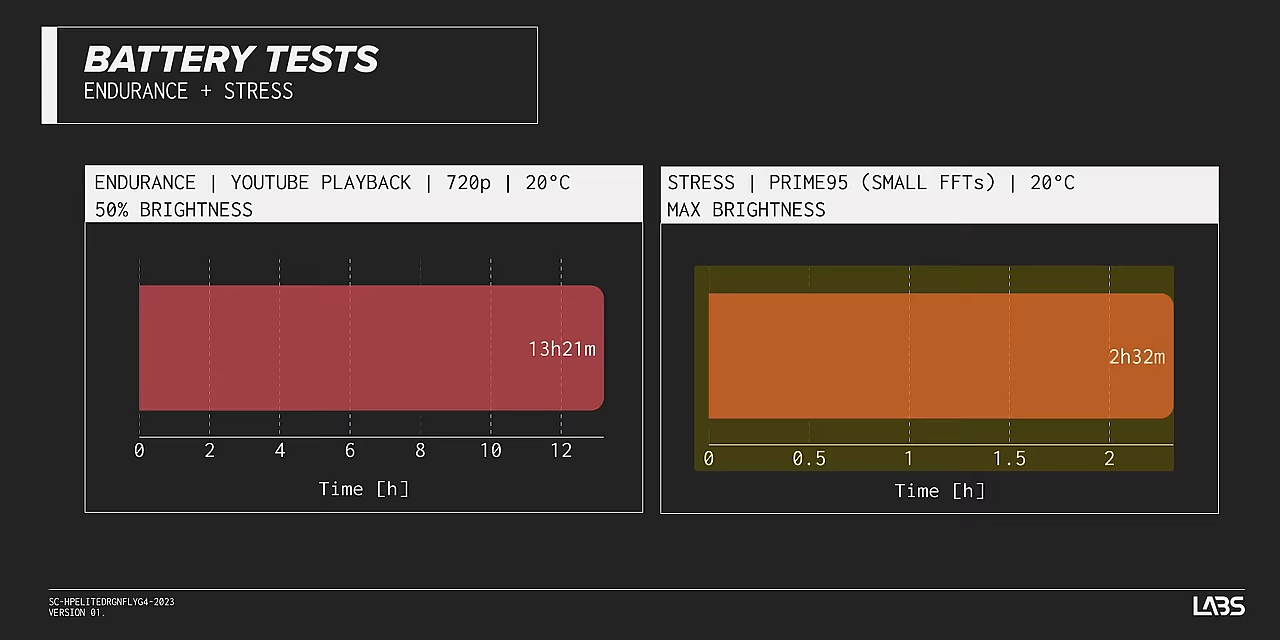 BATTERY TESTS
ENDURANCE + STRESS
ENDURANCE | YOUTUBE PLAYBACK | 720p | 20°C
50% BRIGHTNESS
13h21m
0 2 4 6 8 10 12
Time [h]
STRESS | PRIME95 (SMALL FFTs) | 20°C
MAX BRIGHTNESS
2h32m
0 0.5 1 1.5 2
Time [h]
SC-HPELITEDRGNFLYG4-2023
VERSION 01.
LABS